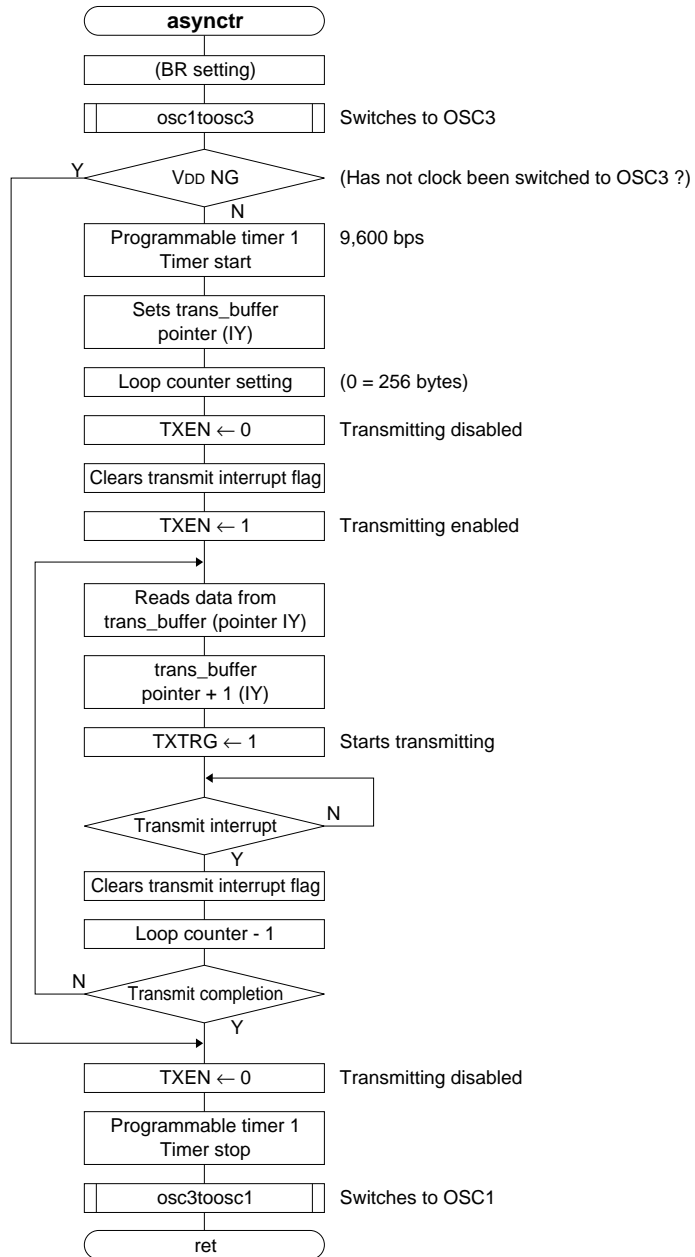 asynctr
(BR setting)
osc1toosc3 Switches to OSC3
Y VDD NG (Has not clock been switched to OSC3 ?)
N
Programmable timer 1 9,600 bps
Timer start
Sets trans_buffer
pointer (IY)
Loop counter setting (0 = 256 bytes)
TXEN ← 0 Transmitting disabled
Clears transmit interrupt flag
TXEN ← 1 Transmitting enabled
Reads data from
trans_buffer (pointer IY)
trans_buffer
pointer + 1 (IY)
TXTRG ← 1 Starts transmitting
Transmit interrupt N
Y
Clears transmit interrupt flag
Loop counter - 1
N Transmit completion
Y
TXEN ← 0 Transmitting disabled
Programmable timer 1
Timer stop
osc3toosc1 Switches to OSC1
ret